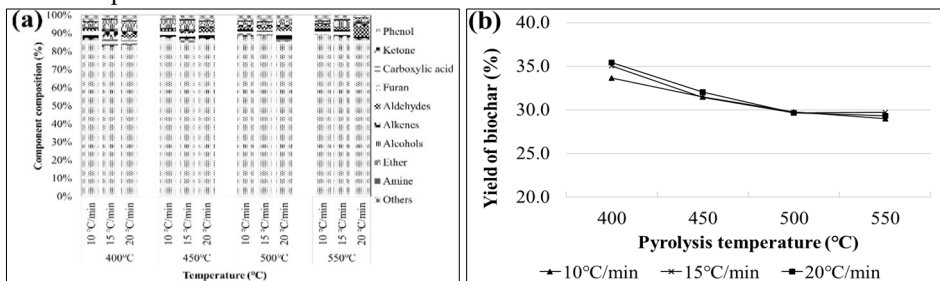 (a)
Component composition (%)
100%
90%
80%
70%
60%
50%
40%
30%
20%
10%
0%
10 ℃/min
15 ℃/min
20 ℃/min
10 ℃/min
15 ℃/min
20 ℃/min
10 ℃/min
15 ℃/min
20 ℃/min
10 ℃/min
15 ℃/min
20 ℃/min
400℃
450℃
500℃
550℃
Temperature (℃)
Phenol
Ketone
Carboxylic acid
Furan
Aldehydes
Alkenes
Alcohols
Ether
Amine
Others
(b)
Yield of biochar (%)
40.0
35.0
30.0
25.0
20.0
400
450
500
550
Pyrolysis temperature (℃)
10℃/min
15℃/min
20℃/min